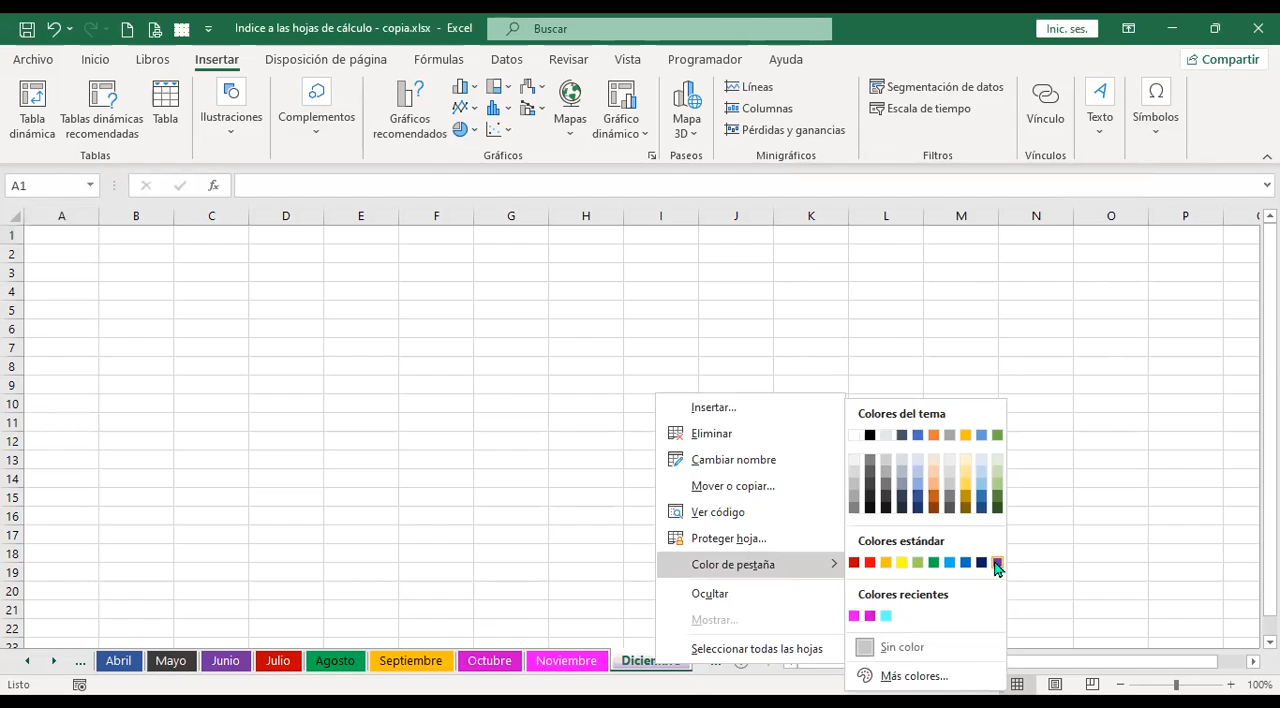 Indice a las hojas de cálculo - copia.xlsx - Excel
Buscar
Inic. ses.
Archivo Inicio Libros Insertar Disposición de página Fórmulas Datos Revisar Vista Programador Ayuda Compartir
Tabla dinámica
Tablas dinámicas recomendadas
Tabla
Tablas
Ilustraciones
Complementos
Gráficos recomendados
Mapas
Gráfico dinámico
Gráficos
Mapa 3D
Paseos
Líneas
Columnas
Pérdidas y ganancias
Minigráficos
Segmentación de datos
Escala de tiempo
Filtros
Vínculo
Vínculos
Texto
Símbolos
A1
fx
A B C D E F G H I J K L M N O P
1
2
3
4
5
6
7
8
9
10
11
12
13
14
15
16
17
18
19
20
21
22
23
Insertar...
Eliminar
Cambiar nombre
Mover o copiar...
Ver código
Proteger hoja...
Color de pestaña
Ocultar
Mostrar...
Seleccionar todas las hojas
Colores del tema
Colores estándar
Colores recientes
Sin color
Más colores...
... Abril Mayo Junio Julio Agosto Septiembre Octubre Noviembre ...
Listo
100%